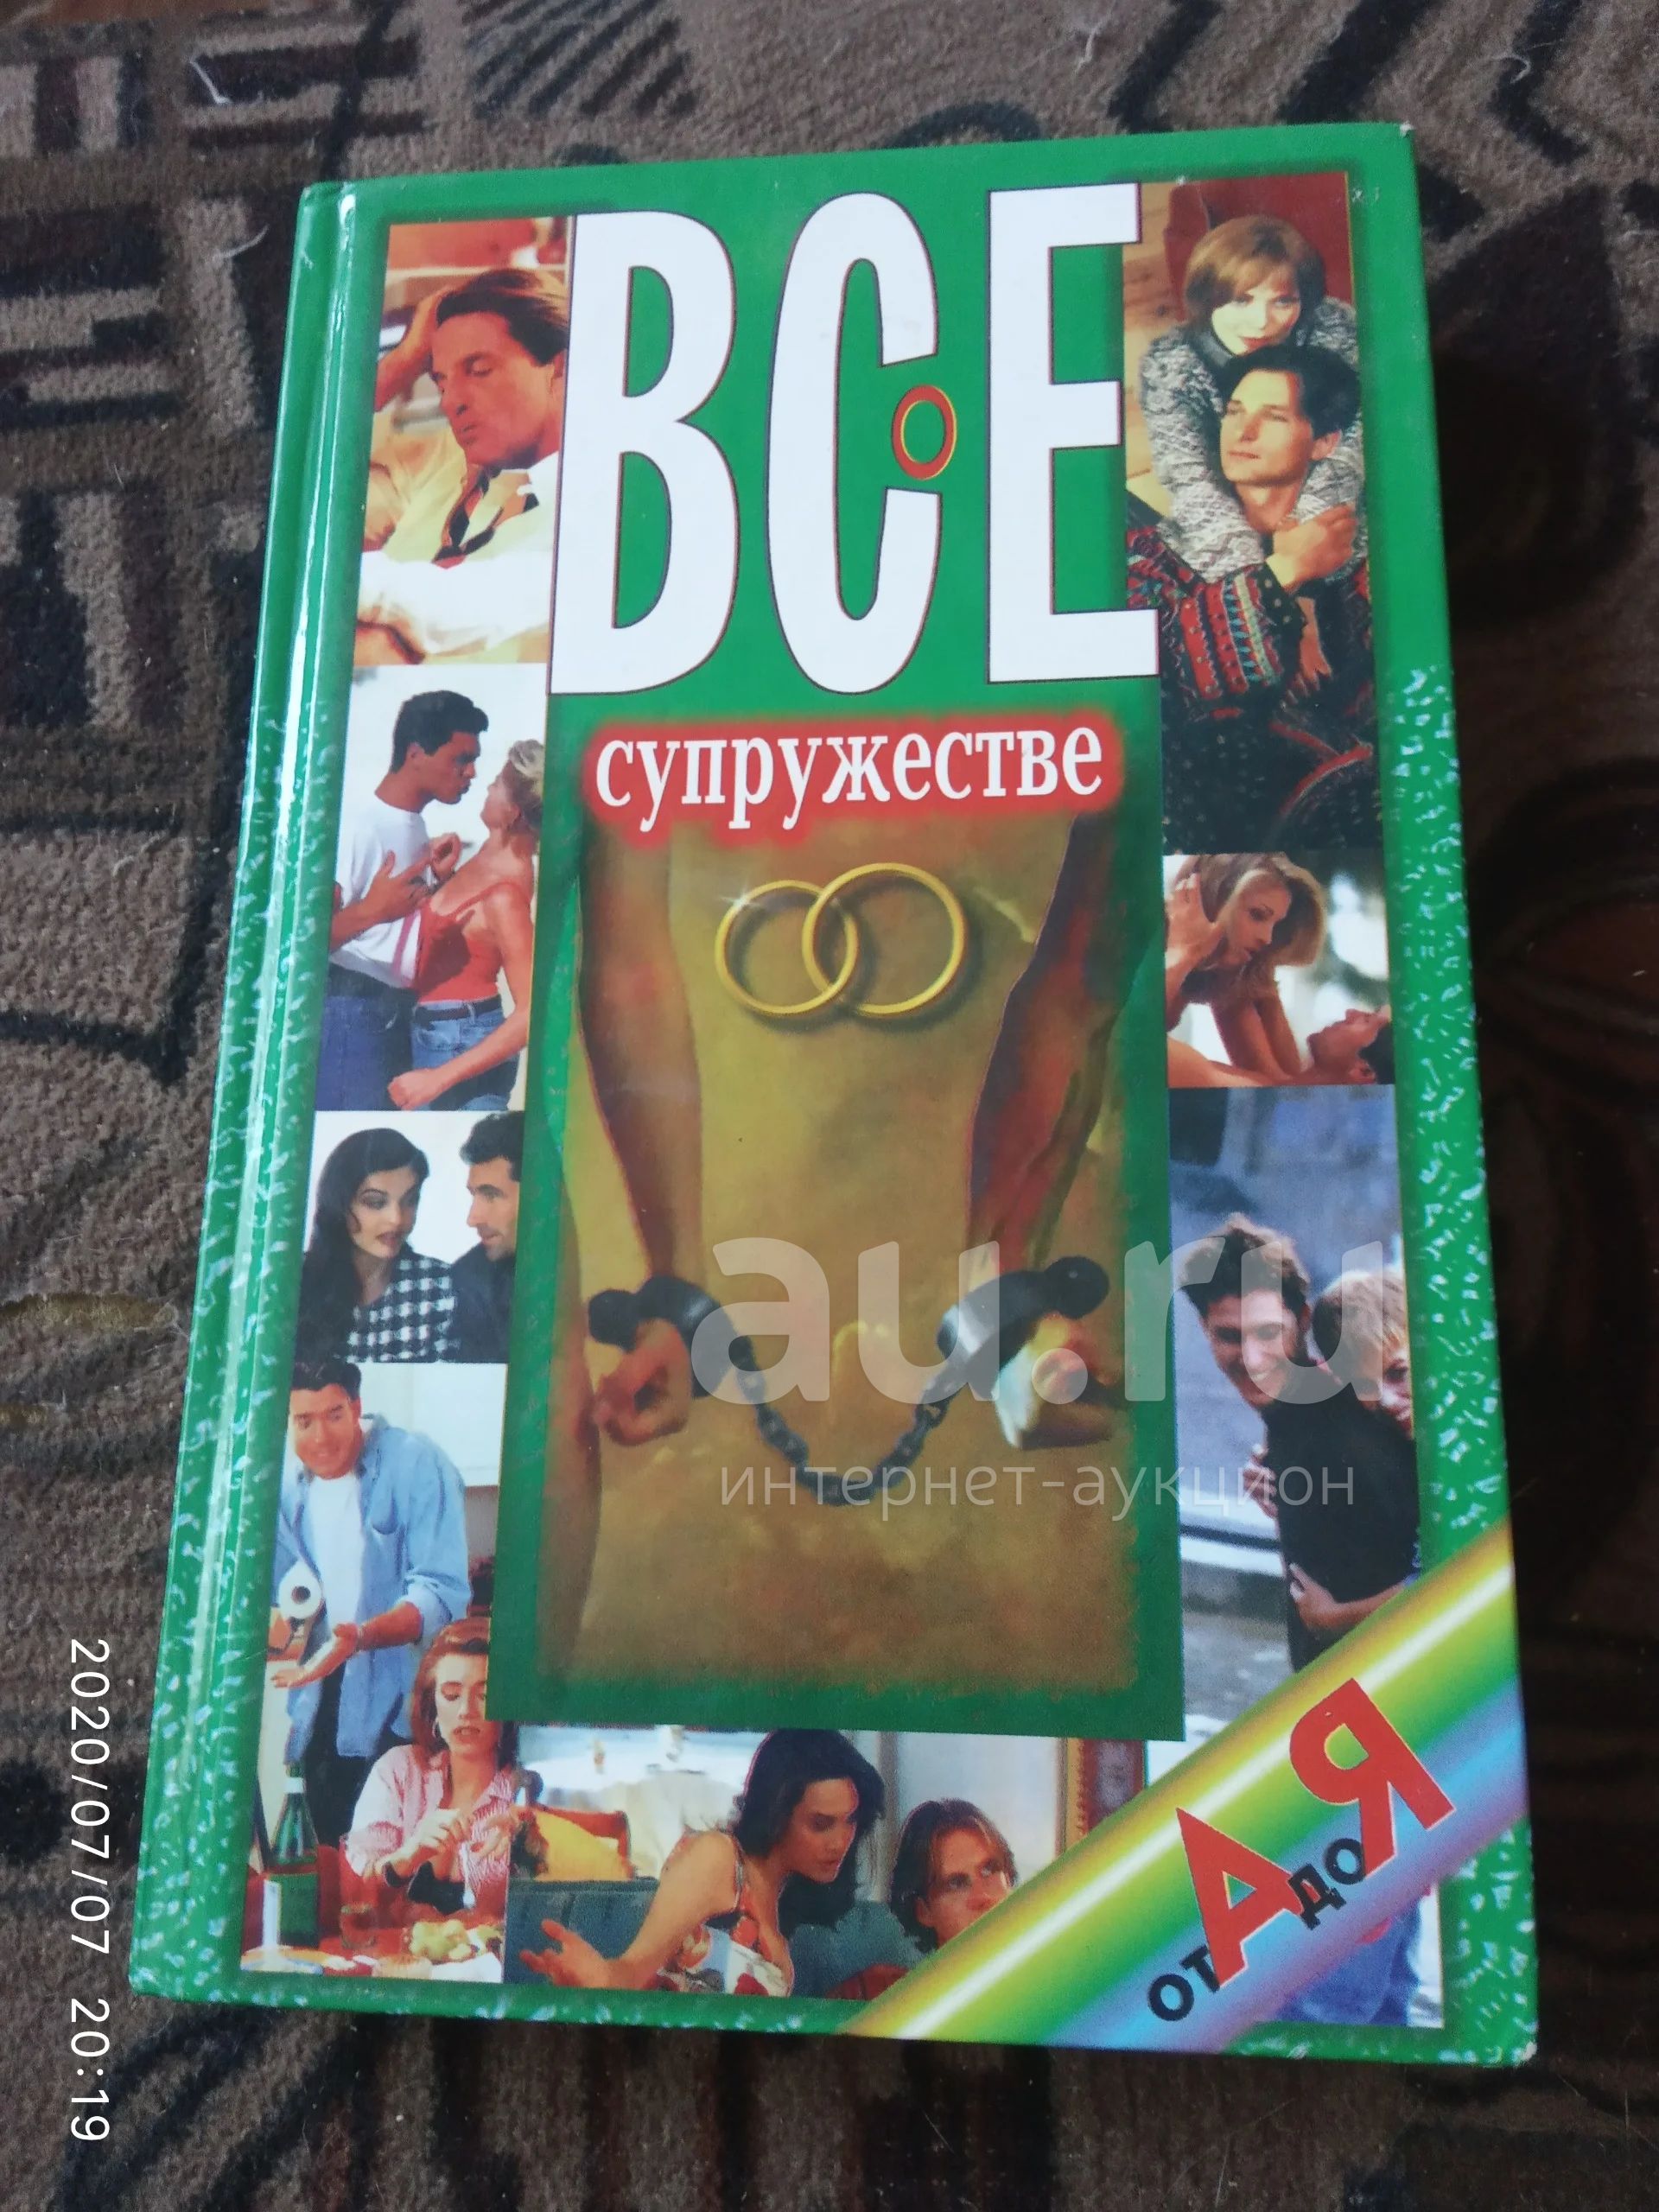 ВСЕ
о
супружестве
au.ru
интернет-аукцион
от А до Я
2020/07/07 20:19